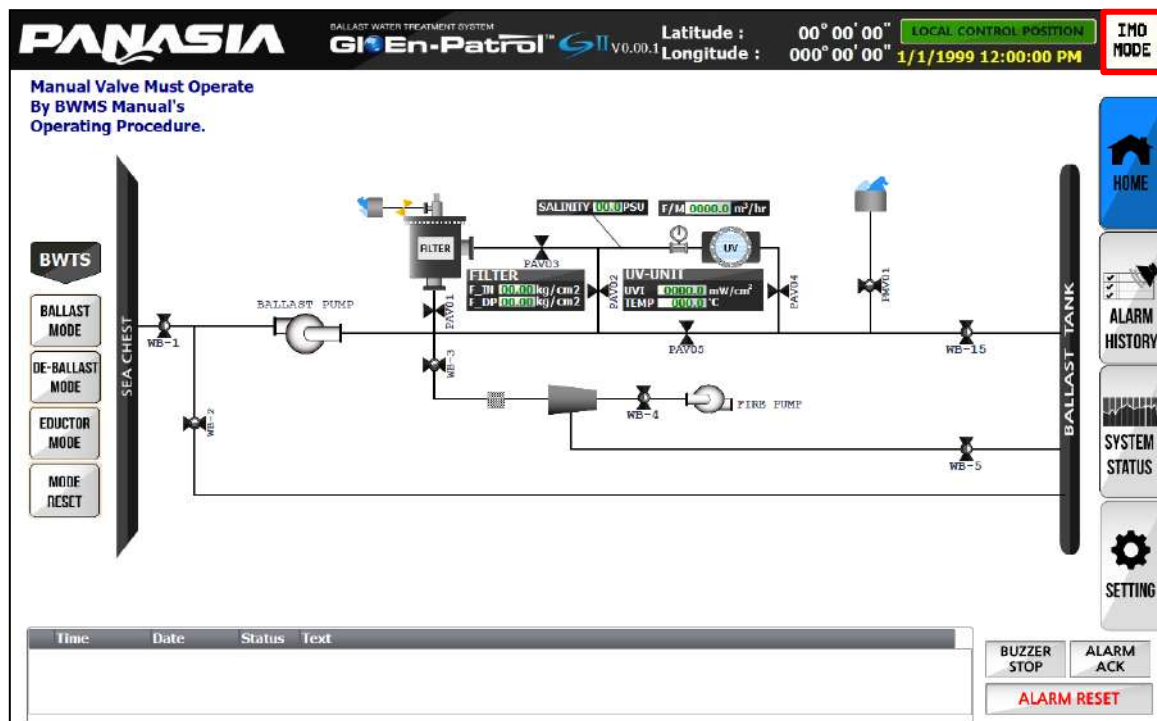 PANASIA
BALLAST WATER TREATMENT SYSTEM
GloEn-Patrol™ GII V0.00.1
Latitude : 00° 00' 00"
Longitude : 000° 00' 00"
LOCAL CONTROL POSITION
1/1/1999 12:00:00 PM
IMO
MODE
Manual Valve Must Operate
By BWMS Manual's
Operating Procedure.
HOME
ALARM
HISTORY
SYSTEM
STATUS
SETTING
BWTS
BALLAST
MODE
DE-BALLAST
MODE
EDUCTOR
MODE
MODE
RESET
SEA CHEST
WB-1
WB-2
BALLAST PUMP
FILTER
PAV01
WB-3
PAV03
SALINITY 00.0 PSU
F/M 0000.0 m³/hr
UV
FILTER
F_IN 00.00 kg/cm2
F_DP 00.00 kg/cm2
PAV02
UV-UNIT
UVI 0000.0 mW/cm²
TEMP 000.0 °C
PAV04
PAV05
PMV01
WB-15
WB-4
FIRE PUMP
WB-5
BALLAST TANK
Time Date Status Text
BUZZER
STOP
ALARM
ACK
ALARM RESET